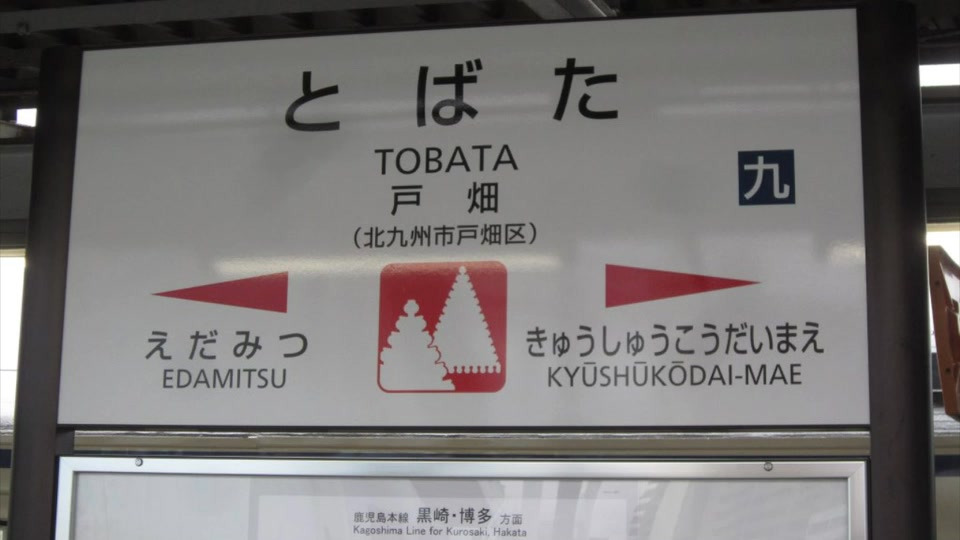 とばた
TOBATA
戸畑
九
（北九州市戸畑区）
えだみつ
EDAMITSU
きゅうしゅうこうだいまえ
KYŪSHŪKŌDAI-MAE
鹿児島本線 黒崎・博多 方面
Kagoshima Line for Kurosaki, Hakata